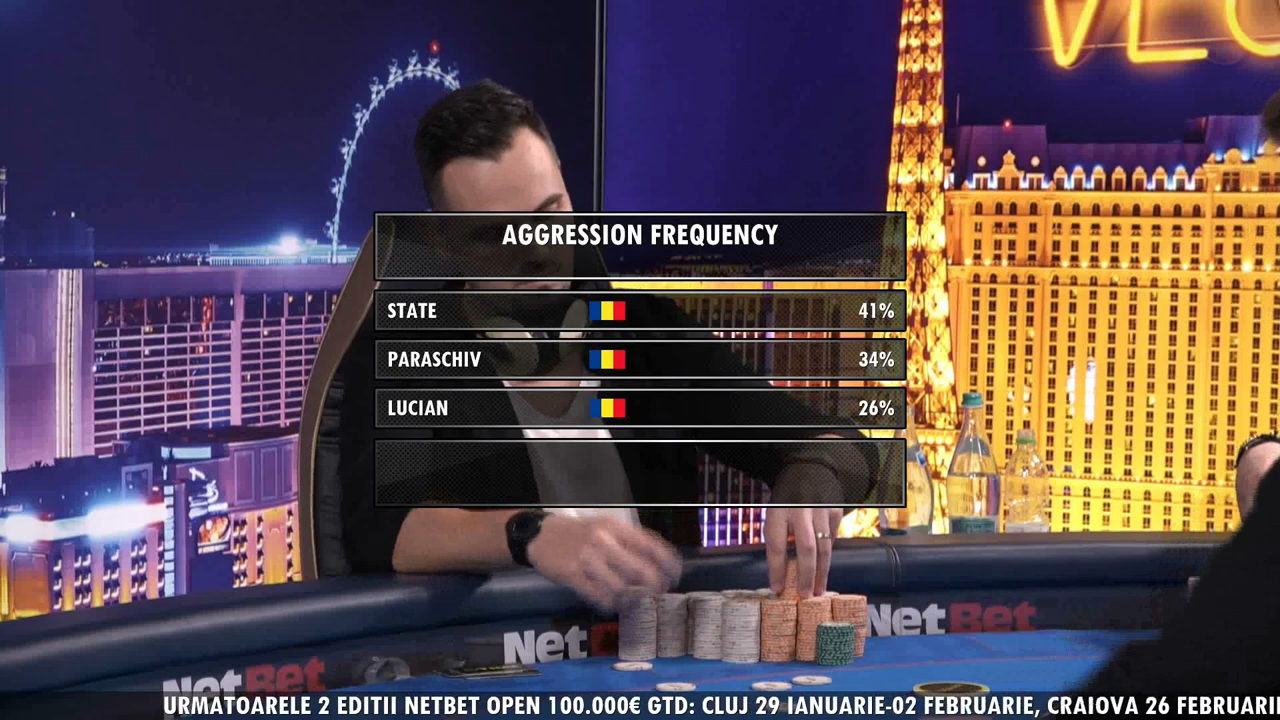 AGGRESSION FREQUENCY
STATE 41%
PARASCHIV 34%
LUCIAN 26%
NetBet
Net
NetBet
URMATOARELE 2 EDITII NETBET OPEN 100.000€ GTD: CLUJ 29 IANUARIE-02 FEBRUARIE, CRAIOVA 26 FEBRUARI